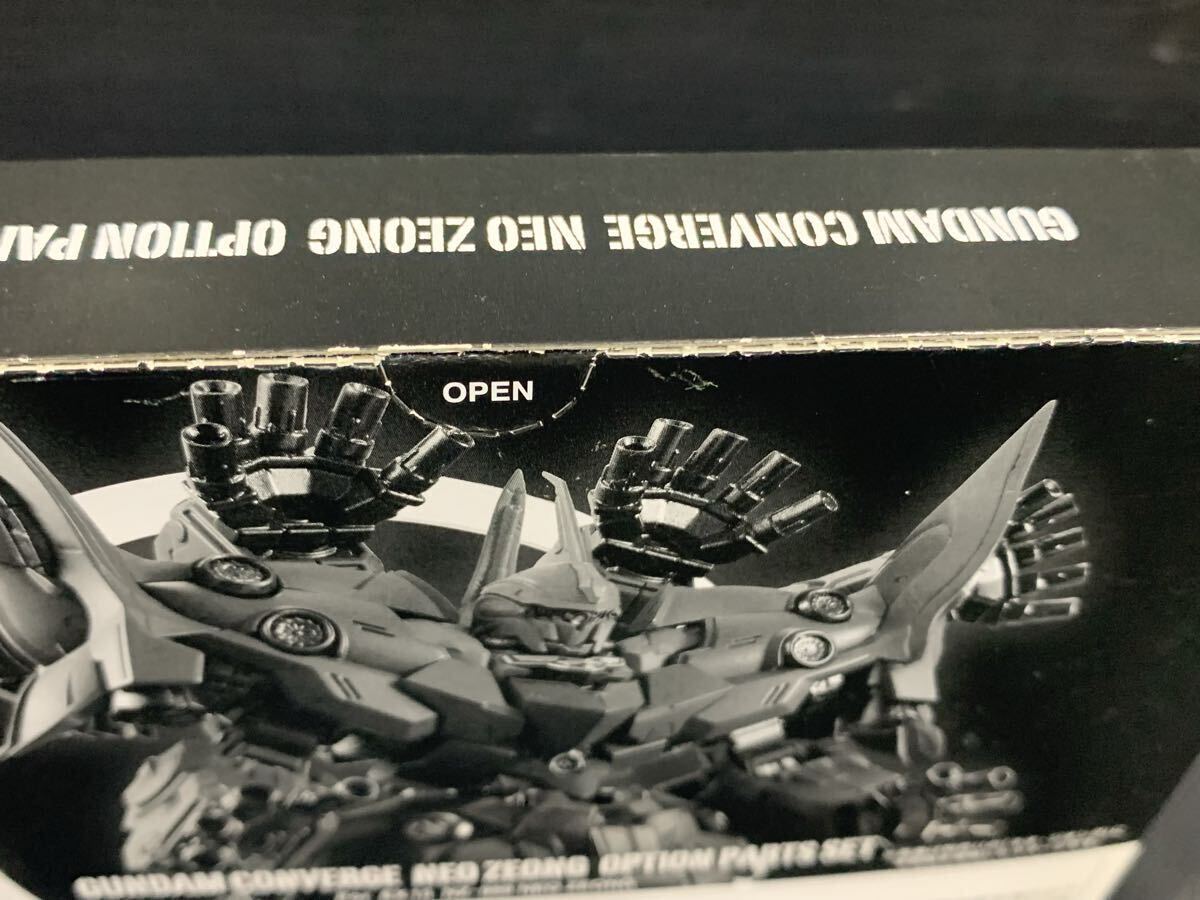 GUNDAM CONVERGE NEO ZEONG OPTION PA
OPEN
GUNDAM CONVERGE NEO ZEONG OPTION PARTS SET